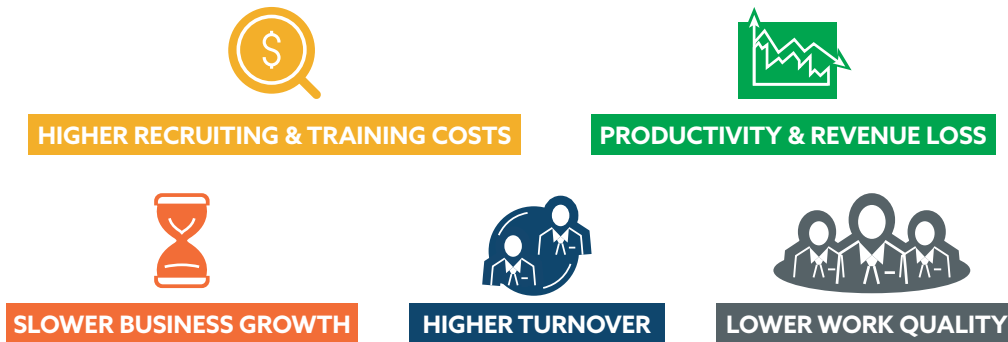 $
HIGHER RECRUITING & TRAINING COSTS
PRODUCTIVITY & REVENUE LOSS
SLOWER BUSINESS GROWTH
HIGHER TURNOVER
LOWER WORK QUALITY